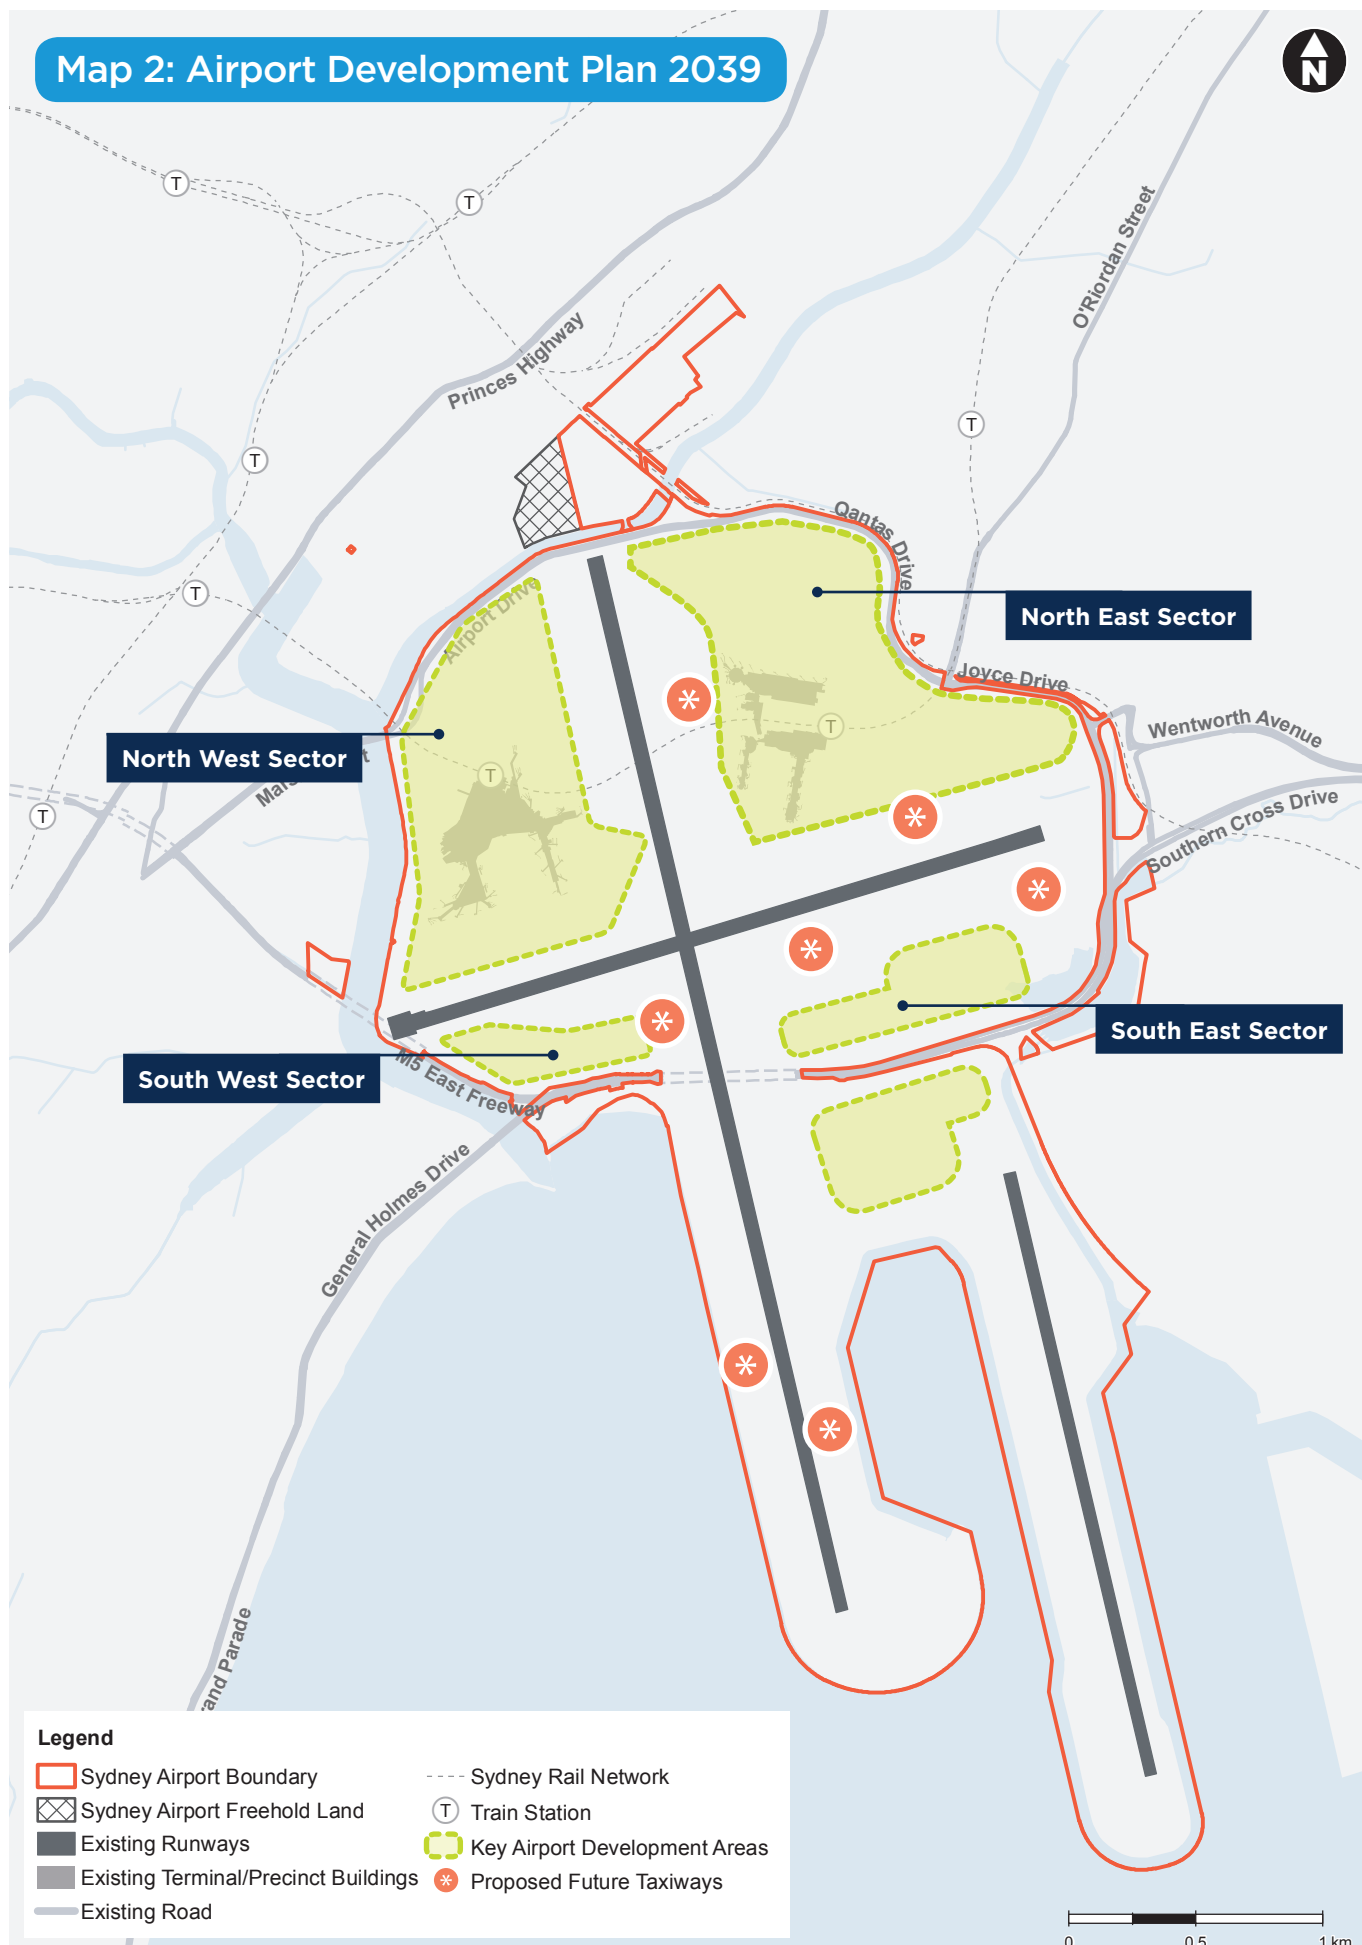 Map 2: Airport Development Plan 2039
N
T
T
O'Riordan Street
Princes Highway
T
T
Qantas Drive
Airport Drive
T
North East Sector
Joyce Drive
T
Wentworth Avenue
North West Sector
T
T
Southern Cross Drive
South East Sector
M5 East Freeway
South West Sector
General Holmes Drive
Parade
Legend
Sydney Airport Boundary
Sydney Airport Freehold Land
Existing Runways
Existing Terminal/Precinct Buildings
Existing Road
Sydney Rail Network
T Train Station
Key Airport Development Areas
Proposed Future Taxiways
0 0.5 1 km